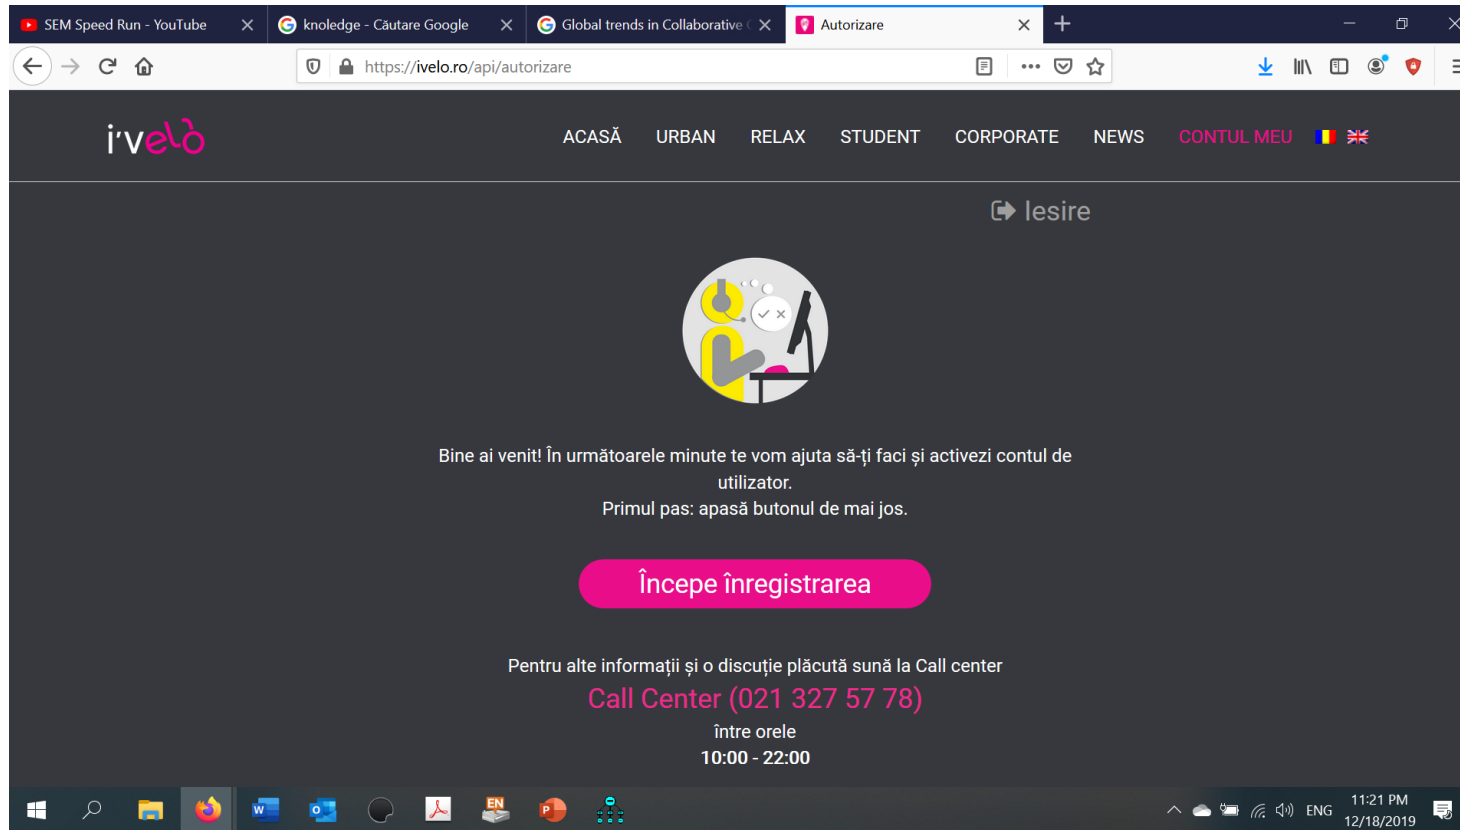 SEM Speed Run - YouTube
knoledge - Căutare Google
Global trends in Collaborative
Autorizare
https://ivelo.ro/api/autorizare
i'velo
ACASĂ URBAN RELAX STUDENT CORPORATE NEWS CONTUL MEU
Iesire
Bine ai venit! În următoarele minute te vom ajuta să-ți faci și activezi contul de
utilizator.
Primul pas: apasă butonul de mai jos.
Începe înregistrarea
Pentru alte informații și o discuție plăcută sună la Call center
Call Center (021 327 57 78)
între orele
10:00 - 22:00
EN
ENG
11:21 PM
12/18/2019